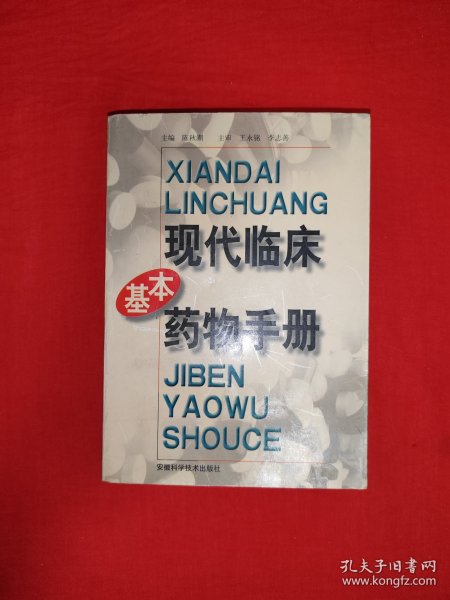 主编 陈秋潮 主审 王永铭 李志善
XIANDAI
LINCHUANG
现代临床
基本
药物手册
JIBEN
YAOWU
SHOUCE
安徽科学技术出版社
孔夫子旧书网
www.kongfz.com